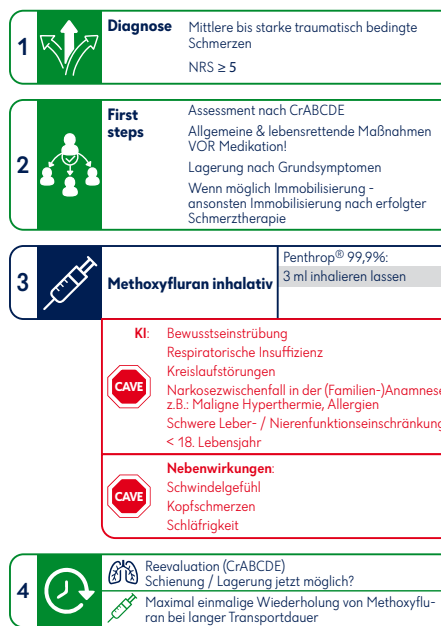 1
Diagnose
Mittlere bis starke traumatisch bedingte
Schmerzen
NRS ≥ 5
2
First
steps
Assessment nach CrABCDE
Allgemeine & lebensrettende Maßnahmen
VOR Medikation!
Lagerung nach Grundsymptomen
Wenn möglich Immobilisierung -
ansonsten Immobilisierung nach erfolgter
Schmerztherapie
3
Methoxyfluran inhalativ
Penthrop® 99,9%:
3 ml inhalieren lassen
CAVE
KI: Bewusstseinstrübung
Respiratorische Insuffizienz
Kreislaufstörungen
Narkosezwischenfall in der (Familien-)Anamnese
z.B.: Maligne Hyperthermie, Allergien
Schwere Leber- / Nierenfunktionseinschränkung
< 18. Lebensjahr
CAVE
Nebenwirkungen:
Schwindelgefühl
Kopfschmerzen
Schläfrigkeit
4
Reevaluation (CrABCDE)
Schienung / Lagerung jetzt möglich?
Maximal einmalige Wiederholung von Methoxyflu-
ran bei langer Transportdauer